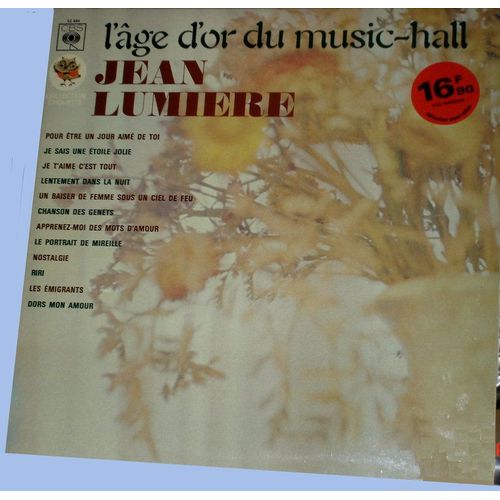 CBS
l'âge d'or du music-hall
JEAN
LUMIERE
16F90
POUR ÊTRE UN JOUR AIMÉ DE TOI
JE SAIS UNE ÉTOILE JOLIE
JE T'AIME C'EST TOUT
LENTEMENT DANS LA NUIT
UN BAISER DE FEMME SOUS UN CIEL DE FEU
CHANSON DES GENETS
APPRENEZ-MOI DES MOTS D'AMOUR
LE PORTRAIT DE MIREILLE
NOSTALGIE
RIRI
LES ÉMIGRANTS
DORS MON AMOUR